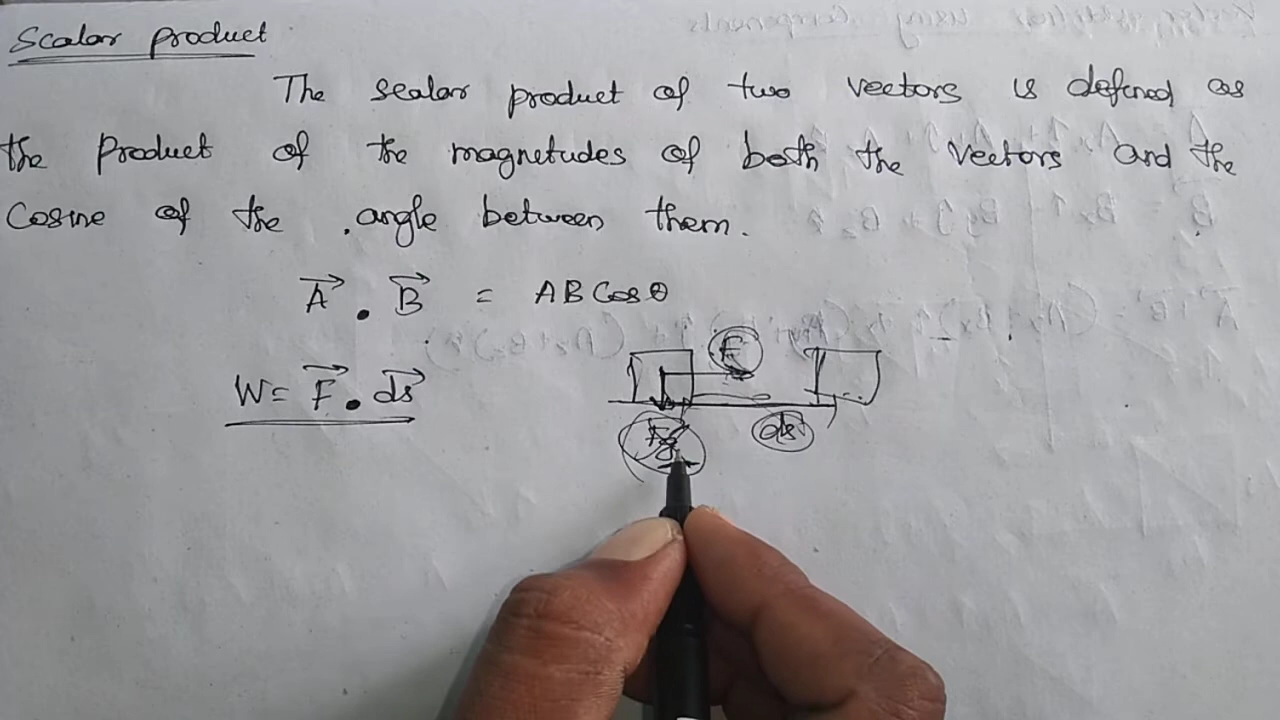 Scalar product
The scalar product of two vectors is defined as
the product of the magnetudes of both the vectors and the
Cosine of the angle between them.
A⃗ . B⃗ = AB Cosθ
F
W = F⃗ . ds⃗
ds